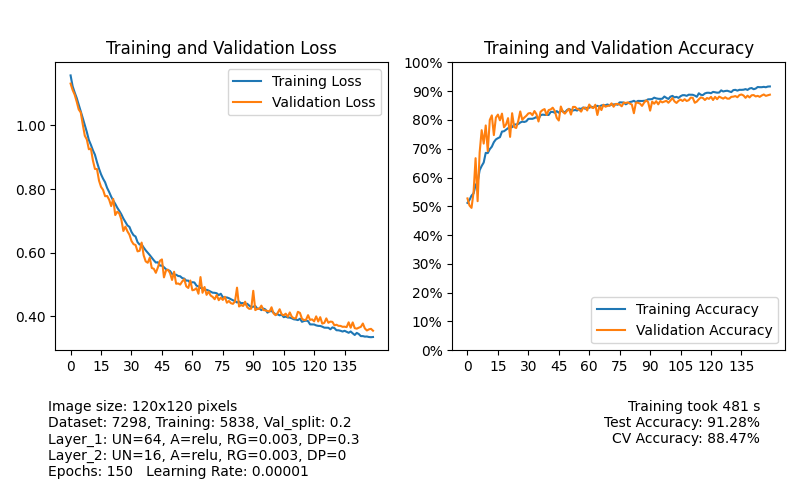 Training and Validation Loss
Training Loss
Validation Loss
1.00
0.80
0.60
0.40
0 15 30 45 60 75 90 105 120 135
Training and Validation Accuracy
100%
90%
80%
70%
60%
50%
40%
30%
20%
10%
0%
Training Accuracy
Validation Accuracy
0 15 30 45 60 75 90 105 120 135
Image size: 120x120 pixels
Dataset: 7298, Training: 5838, Val_split: 0.2
Layer_1: UN=64, A=relu, RG=0.003, DP=0.3
Layer_2: UN=16, A=relu, RG=0.003, DP=0
Epochs: 150   Learning Rate: 0.00001
Training took 481 s
Test Accuracy: 91.28%
CV Accuracy: 88.47%